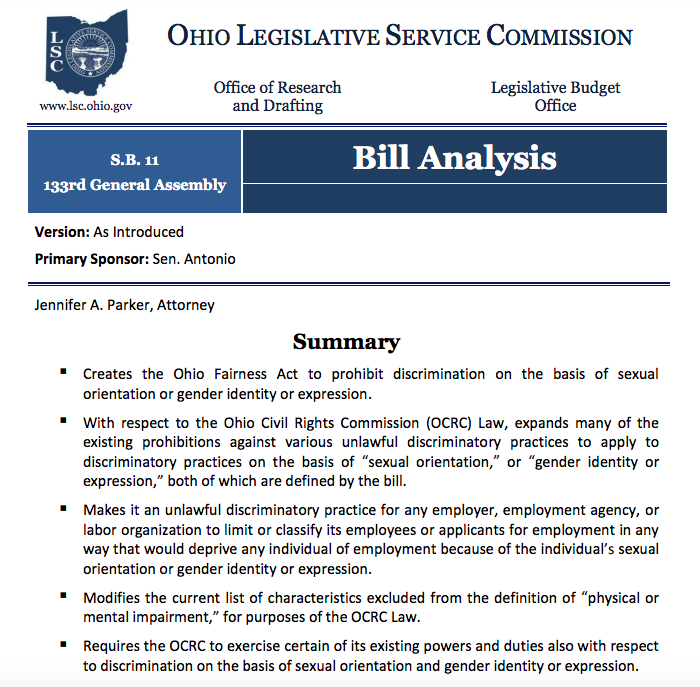 LSC
OHIO LEGISLATIVE SERVICE COMMISSION
www.lsc.ohio.gov
Office of Research
and Drafting
Legislative Budget
Office
S.B. 11
133rd General Assembly
Bill Analysis
Version: As Introduced
Primary Sponsor: Sen. Antonio
Jennifer A. Parker, Attorney
Summary
▪ Creates the Ohio Fairness Act to prohibit discrimination on the basis of sexual
orientation or gender identity or expression.
▪ With respect to the Ohio Civil Rights Commission (OCRC) Law, expands many of the
existing prohibitions against various unlawful discriminatory practices to apply to
discriminatory practices on the basis of “sexual orientation,” or “gender identity or
expression,” both of which are defined by the bill.
▪ Makes it an unlawful discriminatory practice for any employer, employment agency, or
labor organization to limit or classify its employees or applicants for employment in any
way that would deprive any individual of employment because of the individual’s sexual
orientation or gender identity or expression.
▪ Modifies the current list of characteristics excluded from the definition of “physical or
mental impairment,” for purposes of the OCRC Law.
▪ Requires the OCRC to exercise certain of its existing powers and duties also with respect
to discrimination on the basis of sexual orientation and gender identity or expression.